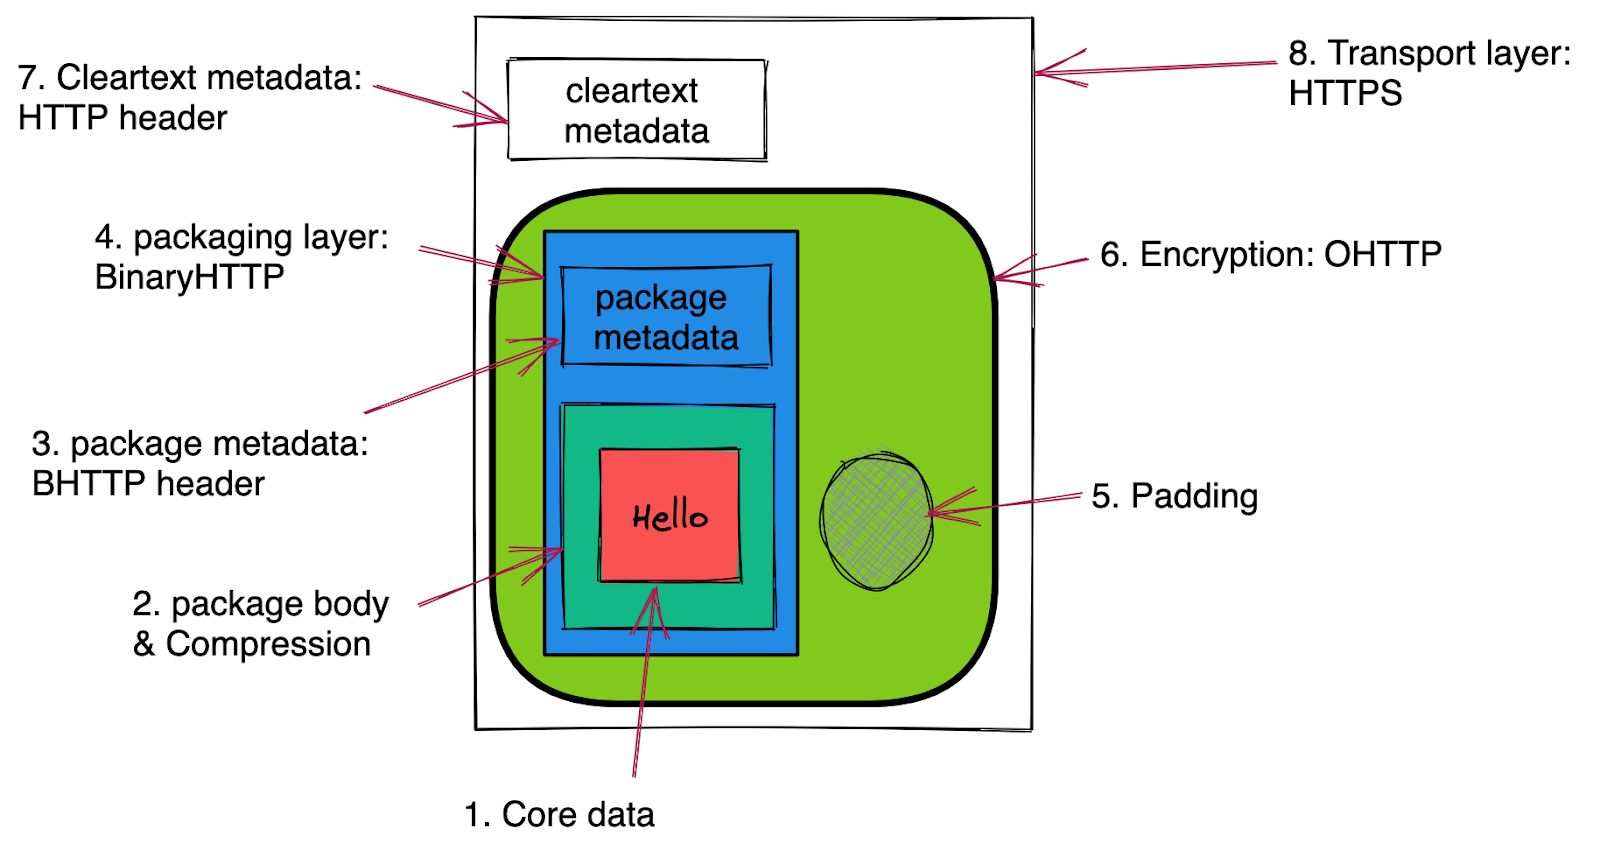 7. Cleartext metadata:
HTTP header
cleartext
metadata
8. Transport layer:
HTTPS
4. packaging layer:
BinaryHTTP
package
metadata
6. Encryption: OHTTP
3. package metadata:
BHTTP header
Hello
5. Padding
2. package body
& Compression
1. Core data